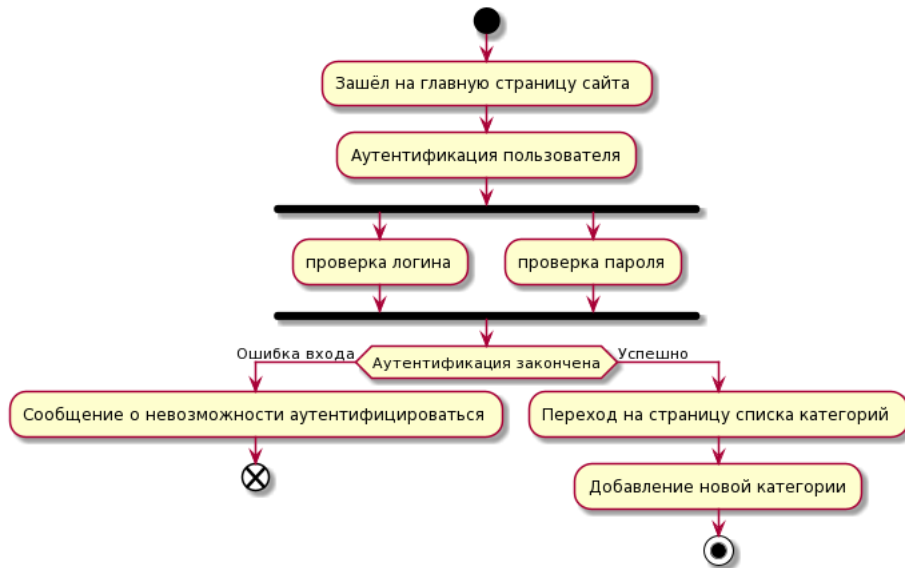 Зашёл на главную страницу сайта
Аутентификация пользователя
проверка логина
проверка пароля
Ошибка входа
Аутентификация закончена
Успешно
Сообщение о невозможности аутентифицироваться
Переход на страницу списка категорий
Добавление новой категории